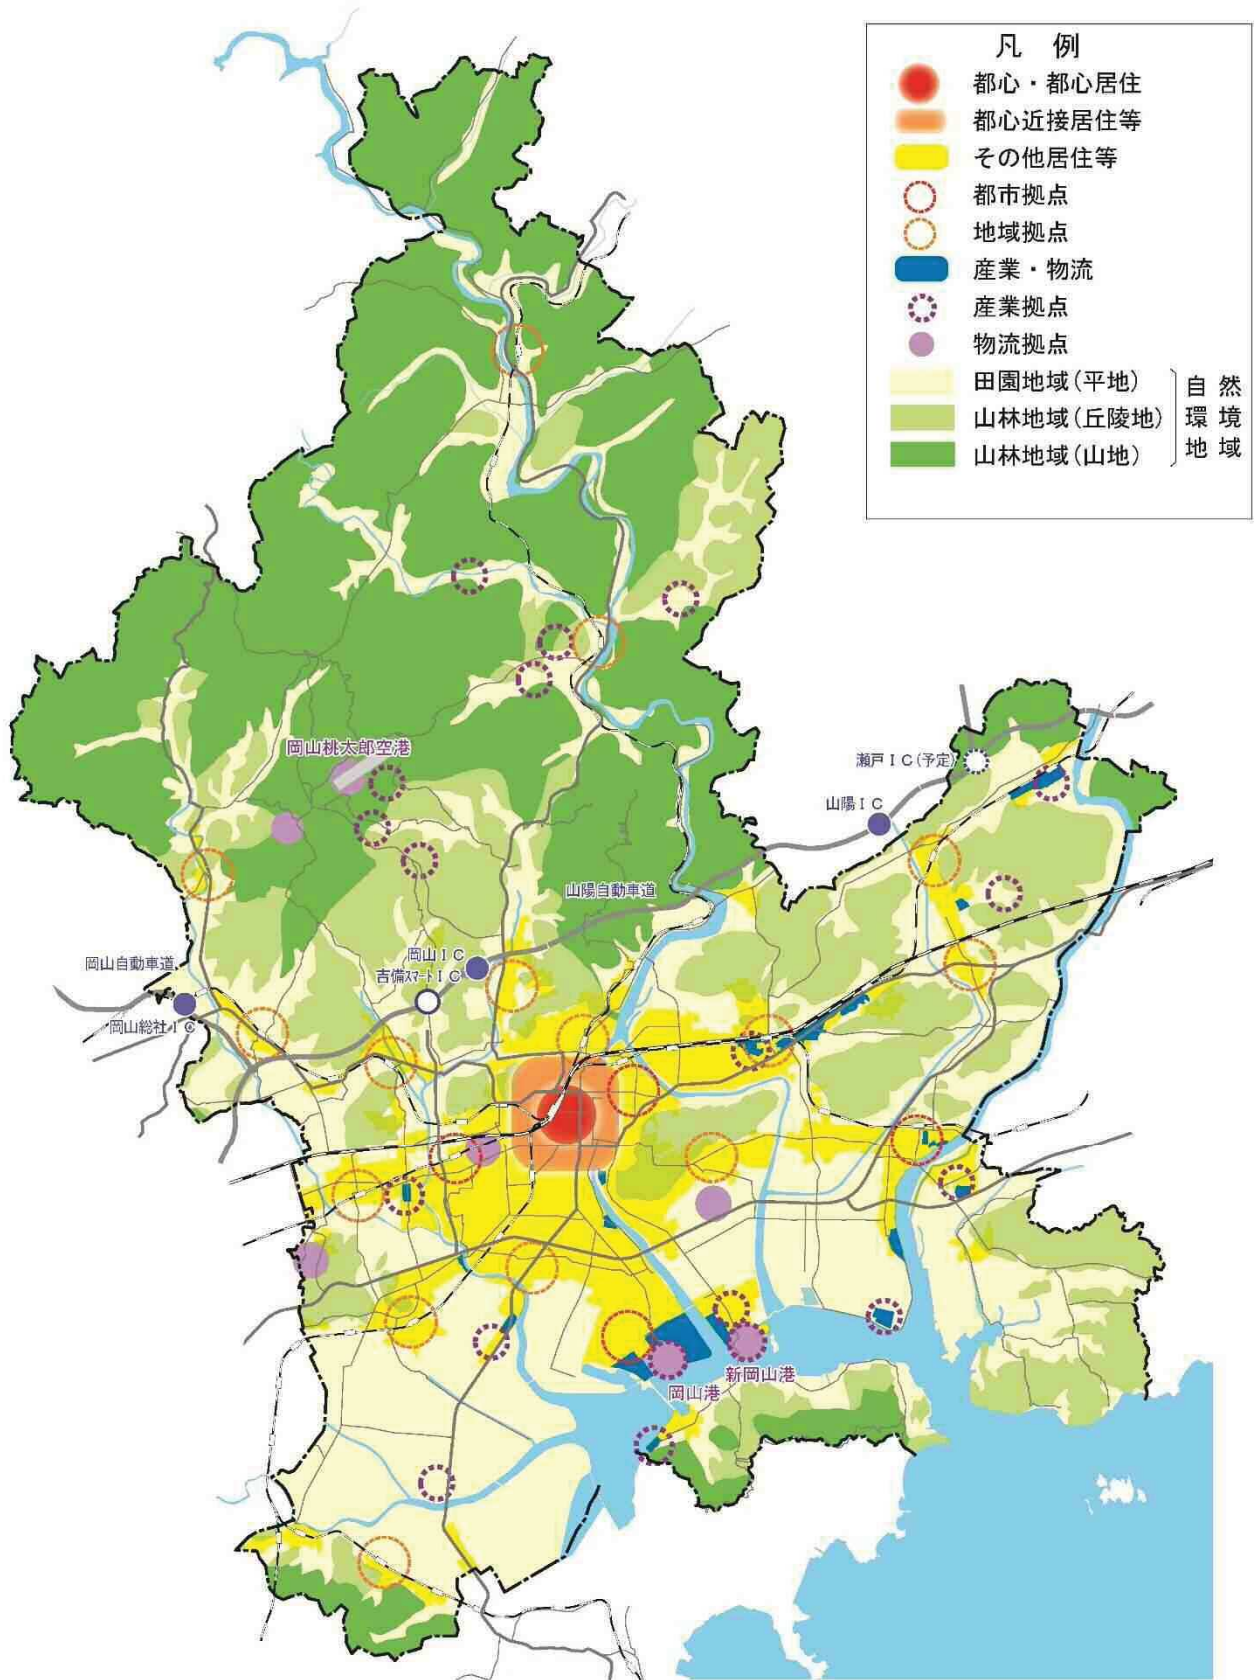 凡 例
都心・都心居住
都心近接居住等
その他居住等
都市拠点
地域拠点
産業・物流
産業拠点
物流拠点
田園地域(平地)
山林地域(丘陵地)
山林地域(山地)
自 然
環 境
地 域
岡山桃太郎空港
瀬戸IC(予定)
山陽IC
山陽自動車道
岡山IC
吉備スマートIC
岡山自動車道
岡山総社IC
新岡山港
岡山港